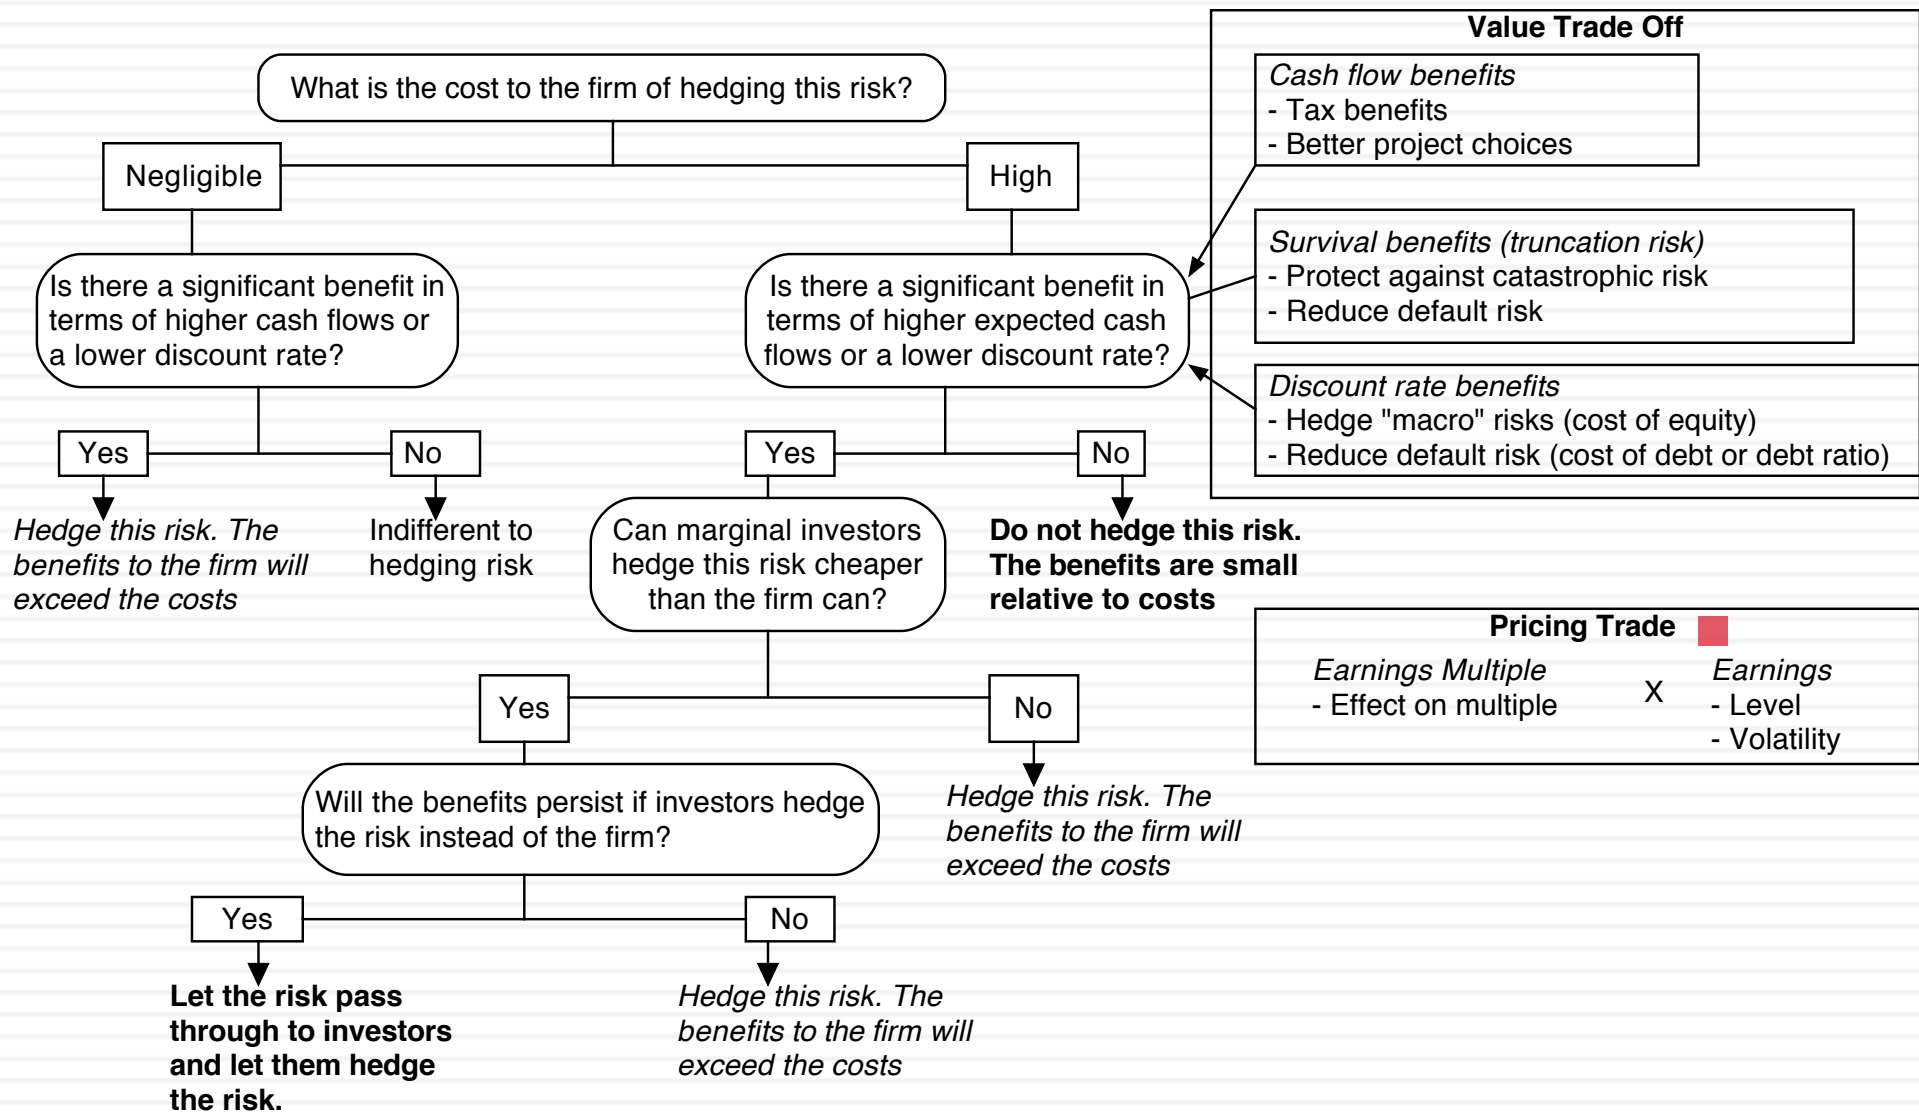 Value Trade Off
What is the cost to the firm of hedging this risk?
Cash flow benefits
- Tax benefits
- Better project choices
Negligible
High
Survival benefits (truncation risk)
- Protect against catastrophic risk
- Reduce default risk
Is there a significant benefit in
terms of higher cash flows or
a lower discount rate?
Is there a significant benefit in
terms of higher expected cash
flows or a lower discount rate?
Discount rate benefits
- Hedge "macro" risks (cost of equity)
- Reduce default risk (cost of debt or debt ratio)
Yes
No
Yes
No
Hedge this risk. The
benefits to the firm will
exceed the costs
Indifferent to
hedging risk
Can marginal investors
hedge this risk cheaper
than the firm can?
Do not hedge this risk.
The benefits are small
relative to costs
Pricing Trade
Earnings Multiple
- Effect on multiple
X
Earnings
- Level
- Volatility
Yes
No
Will the benefits persist if investors hedge
the risk instead of the firm?
Hedge this risk. The
benefits to the firm will
exceed the costs
Yes
No
Let the risk pass
through to investors
and let them hedge
the risk.
Hedge this risk. The
benefits to the firm will
exceed the costs